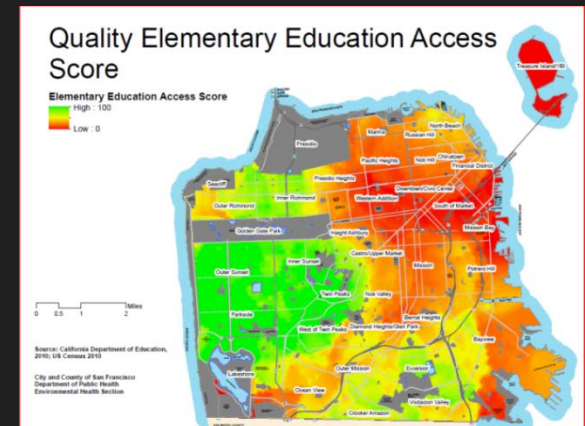 Quality Elementary Education Access
Score
Elementary Education Access Score
High : 100
Low : 0
Treasure Island/YBI
North Beach
Marina
Russian Hill
Presidio
Chinatown
Pacific Heights
Nob Hill
Financial District
Presidio Heights
Seacliff
Downtown/Civic Center
Inner Richmond
Western Addition
Outer Richmond
South of Market
Golden Gate Park
Haight Ashbury
Mission Bay
Castro/Upper Market
Inner Sunset
Mission
Potrero Hill
Outer Sunset
Twin Peaks
Noe Valley
Miles
0 0.5 1 2
Parkside
Bernal Heights
West of Twin Peaks
Diamond Heights/Glen Park
Bayview
Source: California Department of Education,
2010; US Census 2010
Outer Mission
Excelsior
Lakeshore
City and County of San Francisco
Department of Public Health
Environmental Health Section
Ocean View
Visitacion Valley
Crocker Amazon